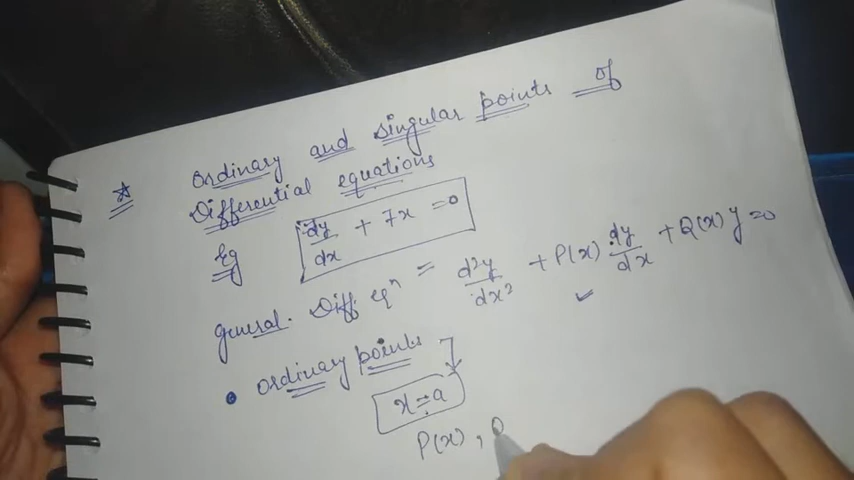 ☆ Ordinary and singular points of
Differential equations
Eg dy/dx + 7x = 0
general. Diff. eqⁿ = d²y/dx² + P(x) dy/dx + Q(x) y = 0 ✓
• ordinary points
x = a
P(x) , Q